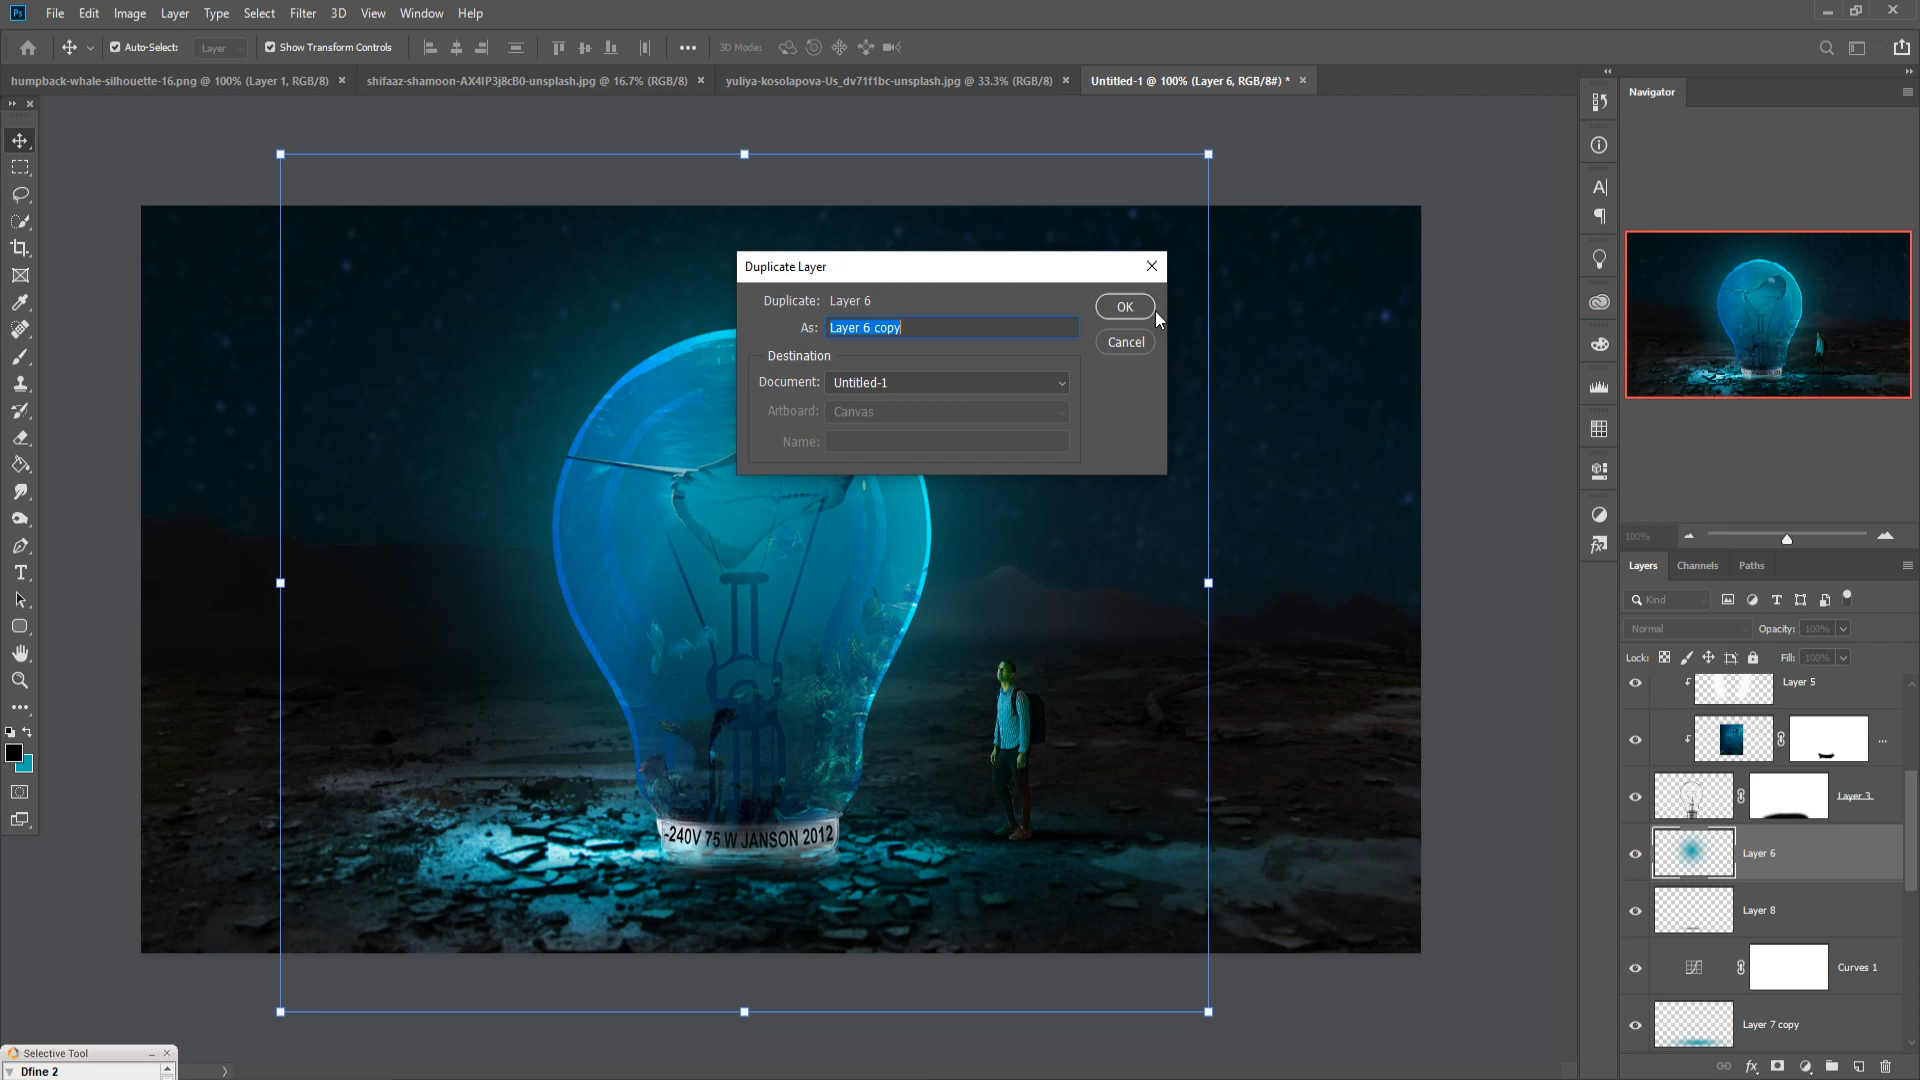 Ps File Edit Image Layer Type Select Filter 3D View Window Help
Auto-Select: Layer Show Transform Controls 3D Mode:
humpback-whale-silhouette-16.png @ 100% (Layer 1, RGB/8)
shifaaz-shamoon-AX4IP3j8cB0-unsplash.jpg @ 16.7% (RGB/8)
yuliya-kosolapova-Us_dv71f1bc-unsplash.jpg @ 33.3% (RGB/8)
Untitled-1 @ 100% (Layer 6, RGB/8#) *
Navigator
Duplicate Layer
Duplicate: Layer 6
OK
As: Layer 6 copy
Cancel
Destination
Document: Untitled-1
Artboard: Canvas
Name:
-240V 75 W JANSON 2012
100%
Layers Channels Paths
Kind
Normal Opacity: 100%
Lock: Fill: 100%
Layer 5
...
Layer 3
Layer 6
Layer 8
Curves 1
Layer 7 copy
Selective Tool
Dfine 2